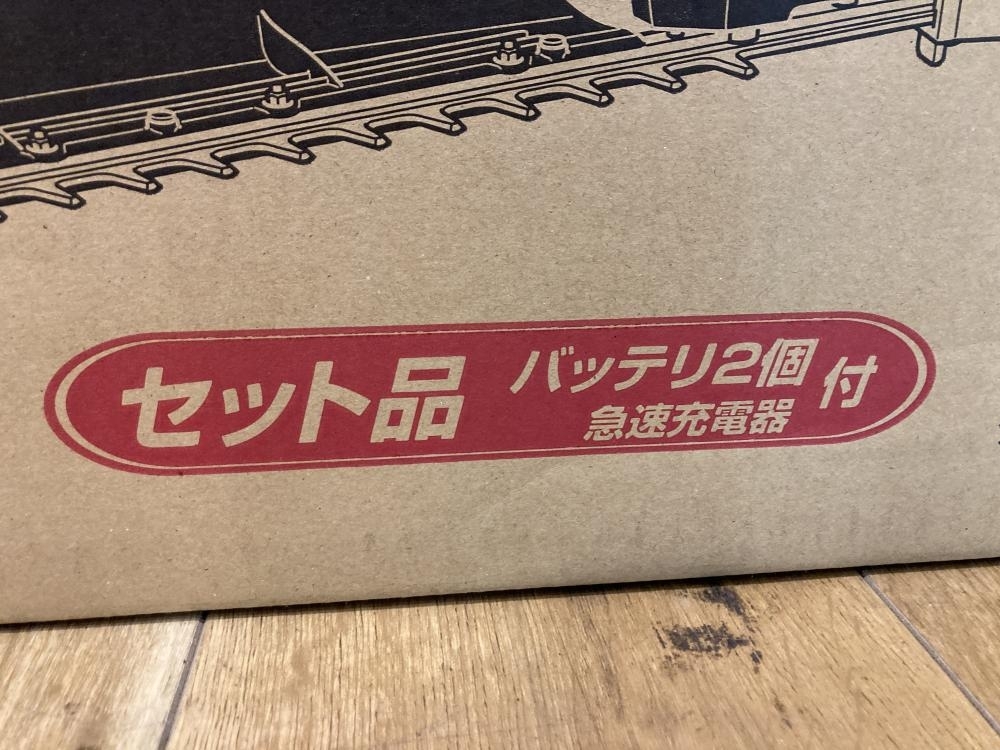 セット品
バッテリ2個
急速充電器
付